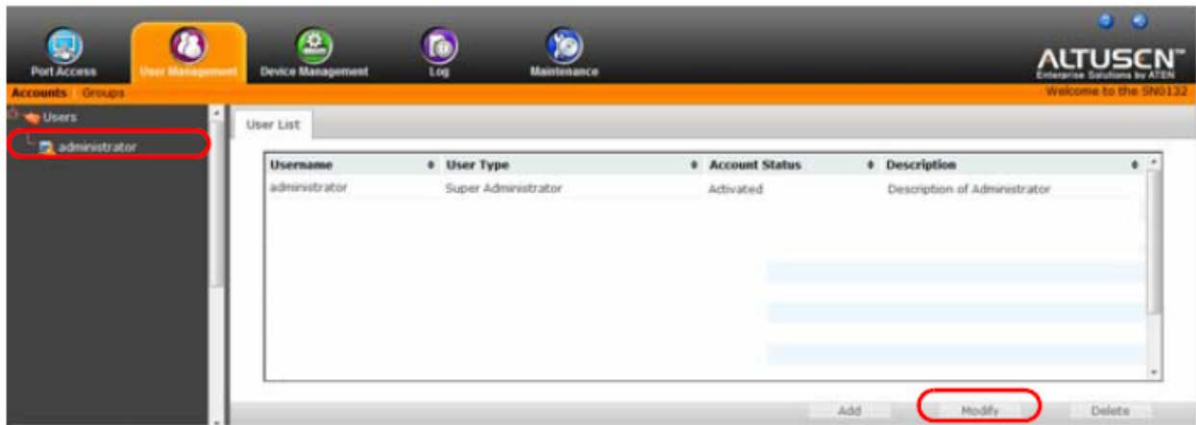 Port Access
User Management
Device Management
Log
Maintenance
ALTUSEN™
Enterprise Solutions by ATEN
Accounts Groups
Welcome to the SN0132
Users
administrator
User List
Username User Type Account Status Description
administrator Super Administrator Activated Description of Administrator
Add Modify Delete